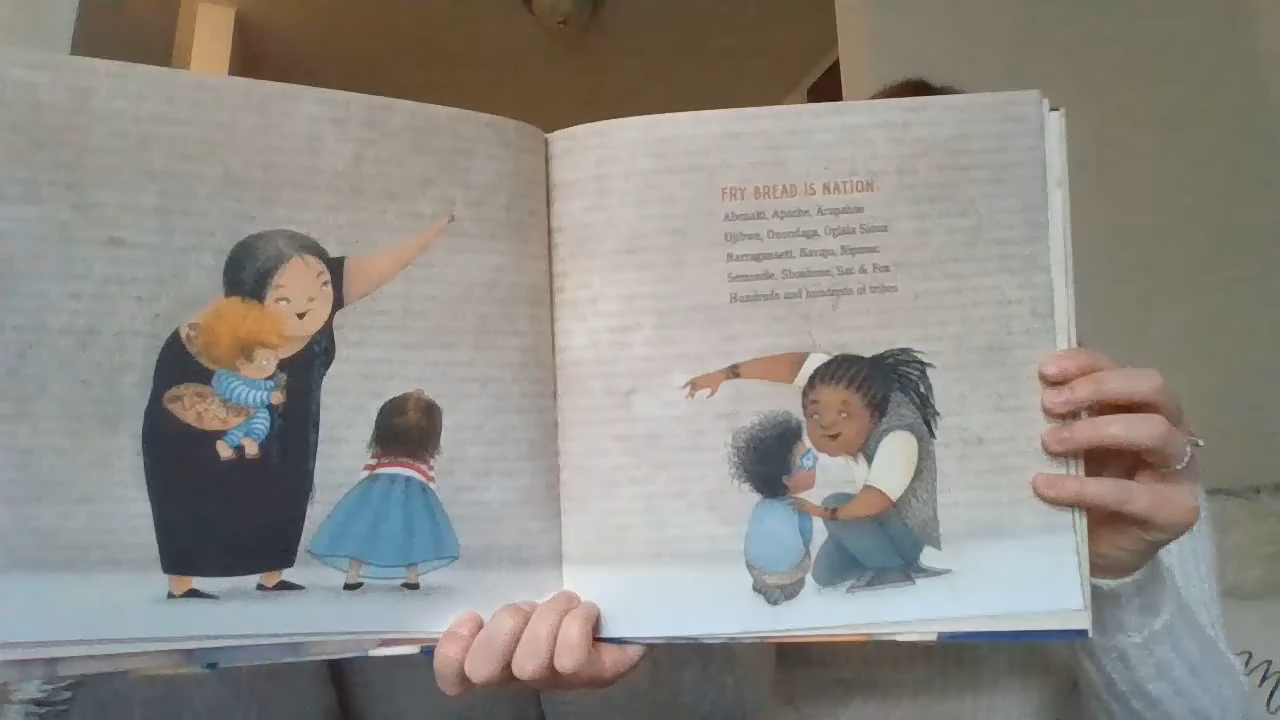 FRY BREAD IS NATION
Abenaki, Apache, Arapahoe
Ojibwe, Onondaga, Oglala Sioux
Narragansett, Navajo, Nipmuc
Seminole, Shoshone, Sac & Fox
Hundreds and hundreds of tribes